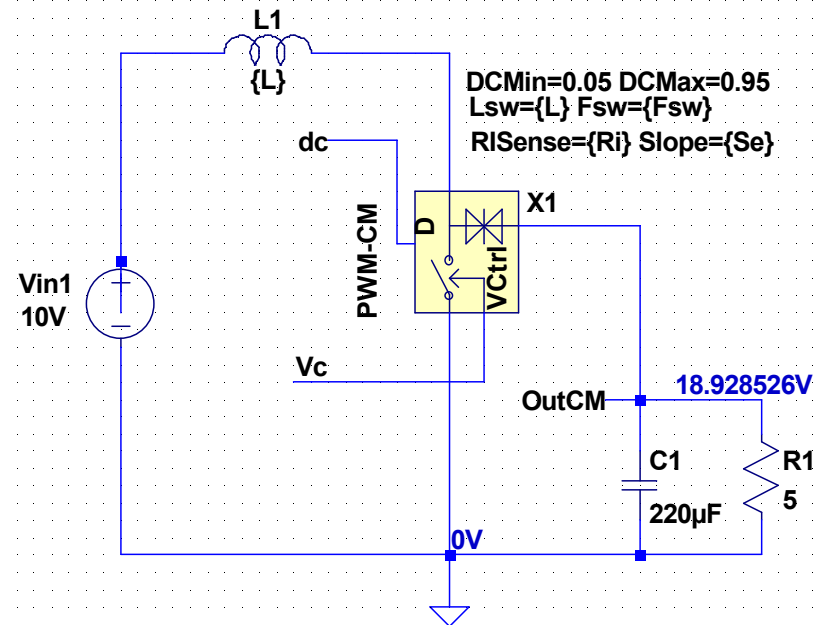 L1
{L}
DCMin=0.05 DCMax=0.95
Lsw={L} Fsw={Fsw}
RISense={Ri} Slope={Se}
dc
X1
D
PWM-CM
VCtrl
Vin1
10V
Vc
18.928526V
OutCM
C1
R1
220µF
5
0V